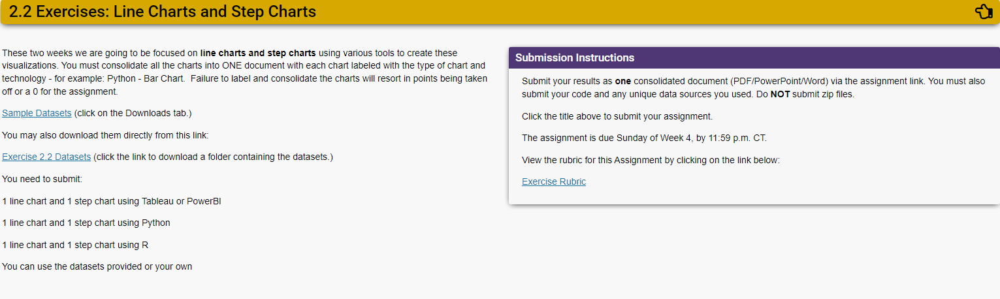 2.2 Exercises: Line Charts and Step Charts
These two weeks we are going to be focused on line charts and step charts using various tools to create these
visualizations. You must consolidate all the charts into ONE document with each chart labeled with the type of chart and
technology - for example: Python - Bar Chart.  Failure to label and consolidate the charts will resort in points being taken
off or a 0 for the assignment.
Sample Datasets (click on the Downloads tab.)
You may also download them directly from this link:
Exercise 2.2 Datasets (click the link to download a folder containing the datasets.)
You need to submit:
1 line chart and 1 step chart using Tableau or PowerBI
1 line chart and 1 step chart using Python
1 line chart and 1 step chart using R
You can use the datasets provided or your own
Submission Instructions
Submit your results as one consolidated document (PDF/PowerPoint/Word) via the assignment link. You must also
submit your code and any unique data sources you used. Do NOT submit zip files.
Click the title above to submit your assignment.
The assignment is due Sunday of Week 4, by 11:59 p.m. CT.
View the rubric for this Assignment by clicking on the link below:
Exercise Rubric